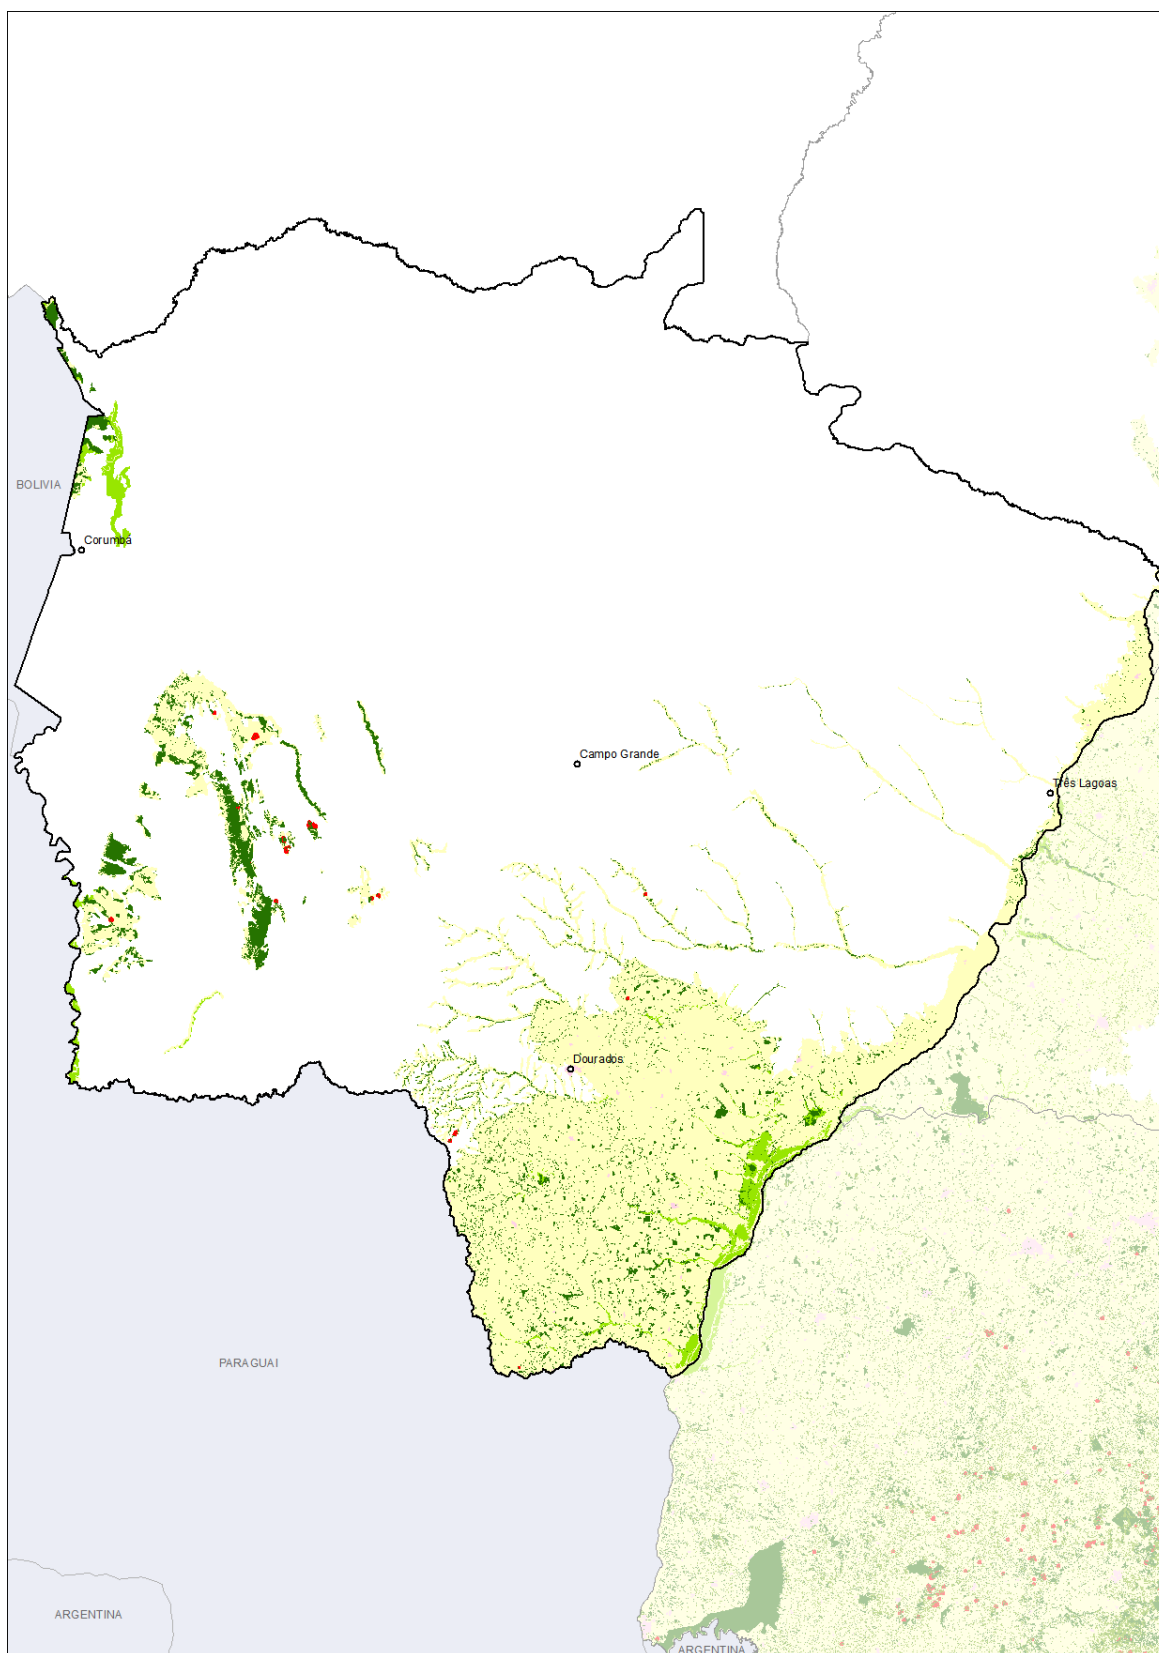 BOLIVIA
Corumbá
Campo Grande
Três Lagoas
Dourados
PARAGUAI
ARGENTINA
ARGENTINA